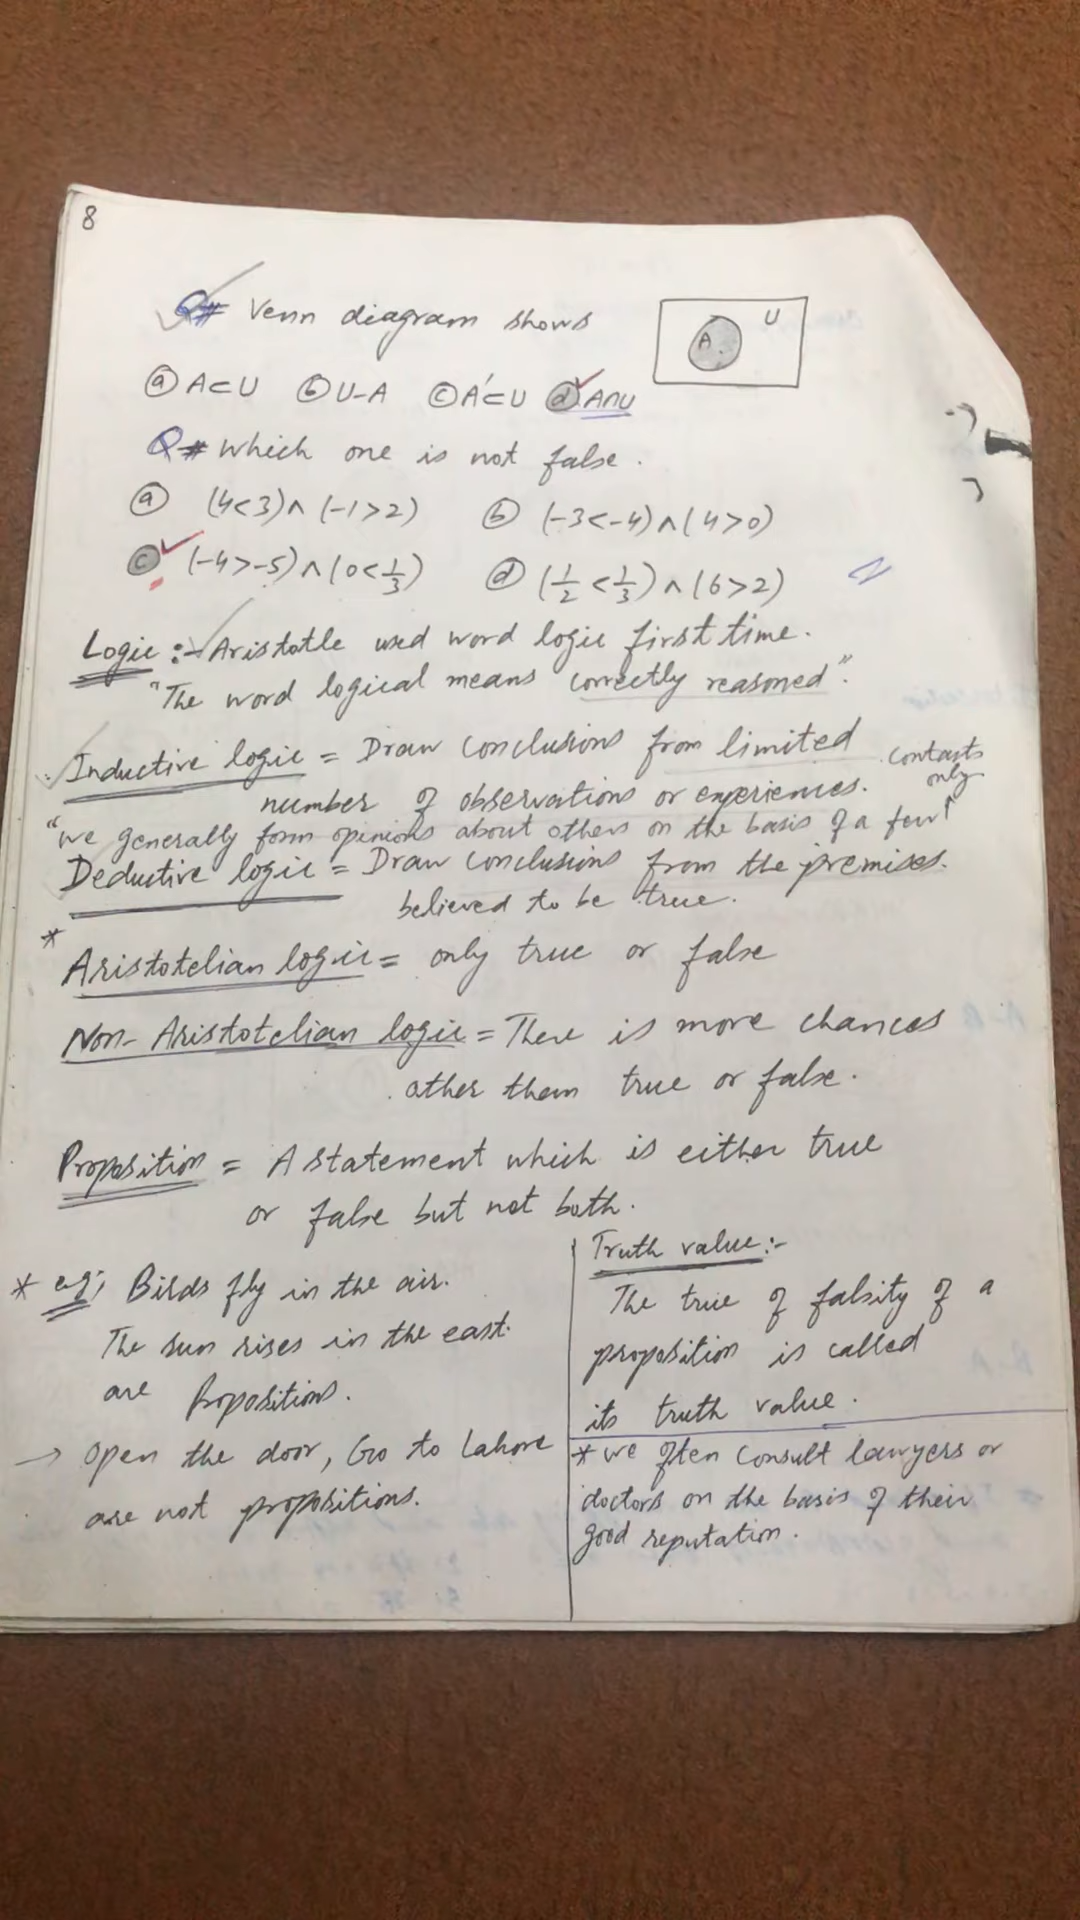 8
Q# Venn diagram shows
A U
ⓐ A⊂U ⓑ U-A ⓒ A'⊂U ⓓ A∩U
Q# Which one is not false.
ⓐ (4<3)∧(-1>2) ⓑ (-3<-4)∧(4>0)
ⓒ (-4>-5)∧(0<1/3) ⓓ (1/2<1/3)∧(6>2)
Logic :- Aristotle used word logic first time.
"The word logical means correctly reasoned".
Inductive logic = Draw conclusions from limited
number of observations or experiences.
"we generally form opinions about others on the basis of a few contacts only
Deductive logic = Draw conclusions from the premises.
believed to be true.
*
Aristotelian logic = only true or false
Non-Aristotelian logic = There is more chances
other them true or false.
Proposition = A statement which is either true
or false but not both.
* e.g; Birds fly in the air.
The sun rises in the east.
are Propositions.
→ Open the door, Go to Lahore
are not propositions.
Truth value:-
The true of falsity of a
proposition is called
its truth value.
* we often consult lawyers or
doctors on the basis of their
good reputation.